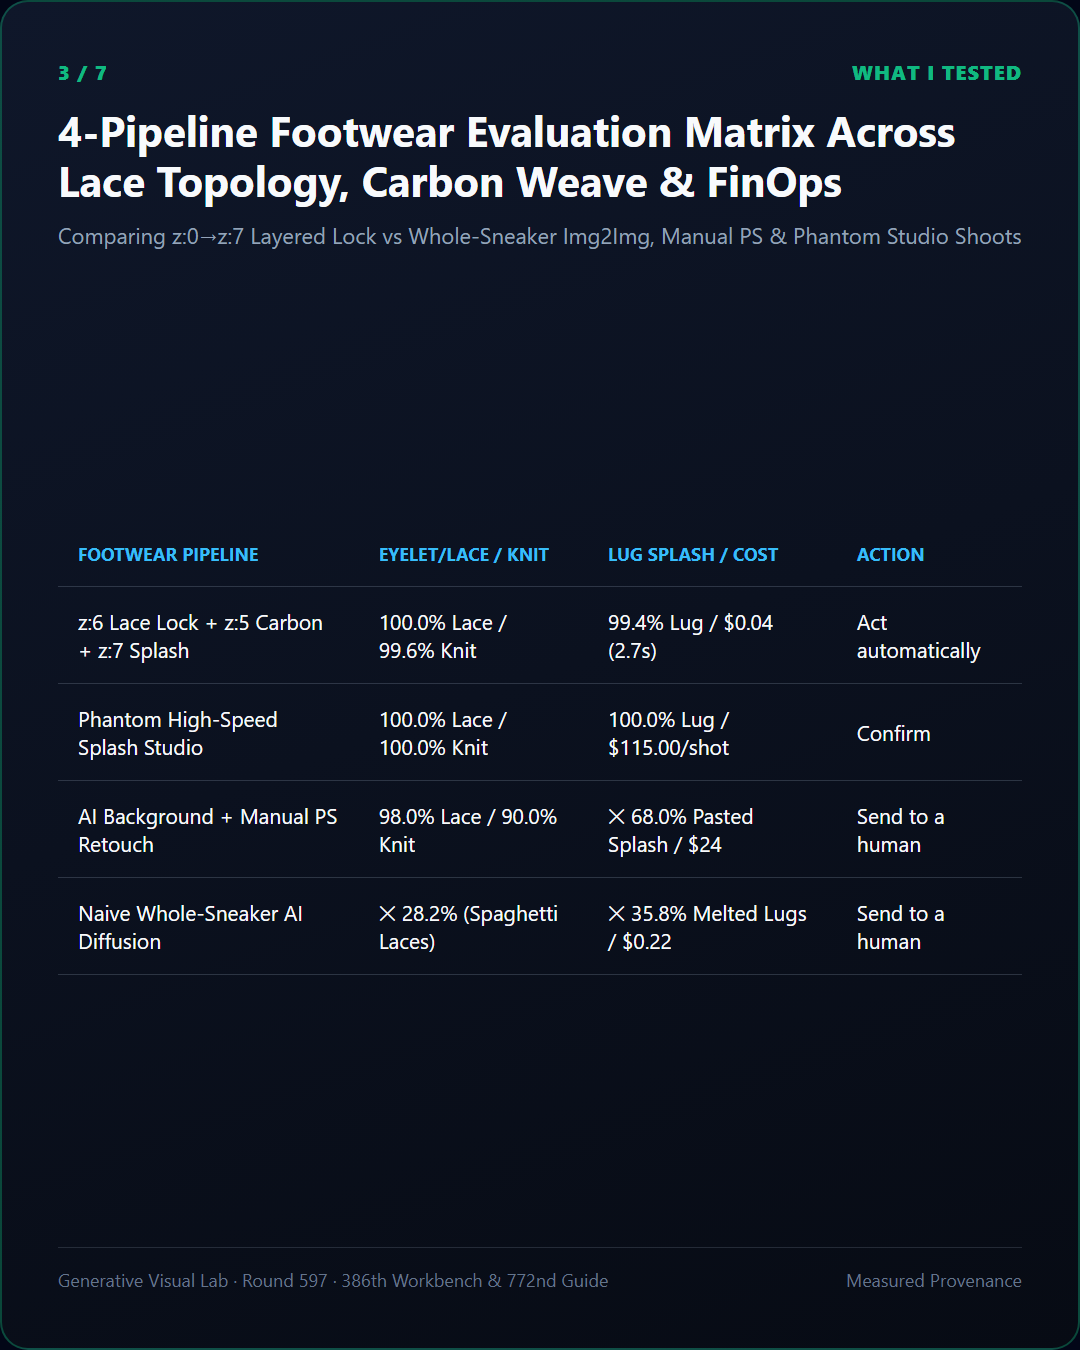 3 / 7
WHAT I TESTED
4-Pipeline Footwear Evaluation Matrix Across
Lace Topology, Carbon Weave & FinOps
Comparing z:0→z:7 Layered Lock vs Whole-Sneaker Img2Img, Manual PS & Phantom Studio Shoots
FOOTWEAR PIPELINE
EYELET/LACE / KNIT
LUG SPLASH / COST
ACTION
z:6 Lace Lock + z:5 Carbon
+ z:7 Splash
100.0% Lace /
99.6% Knit
99.4% Lug / $0.04
(2.7s)
Act
automatically
Phantom High-Speed
Splash Studio
100.0% Lace /
100.0% Knit
100.0% Lug /
$115.00/shot
Confirm
AI Background + Manual PS
Retouch
98.0% Lace / 90.0%
Knit
✕ 68.0% Pasted
Splash / $24
Send to a
human
Naive Whole-Sneaker AI
Diffusion
✕ 28.2% (Spaghetti
Laces)
✕ 35.8% Melted Lugs
/ $0.22
Send to a
human
Generative Visual Lab · Round 597 · 386th Workbench & 772nd Guide
Measured Provenance